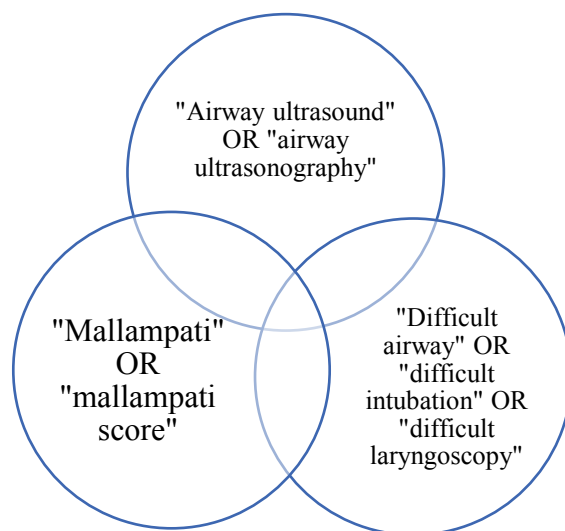 "Airway ultrasound"
OR "airway
ultrasonography"
"Mallampati"
OR
"mallampati
score"
"Difficult
airway" OR
"difficult
intubation" OR
"difficult
laryngoscopy"